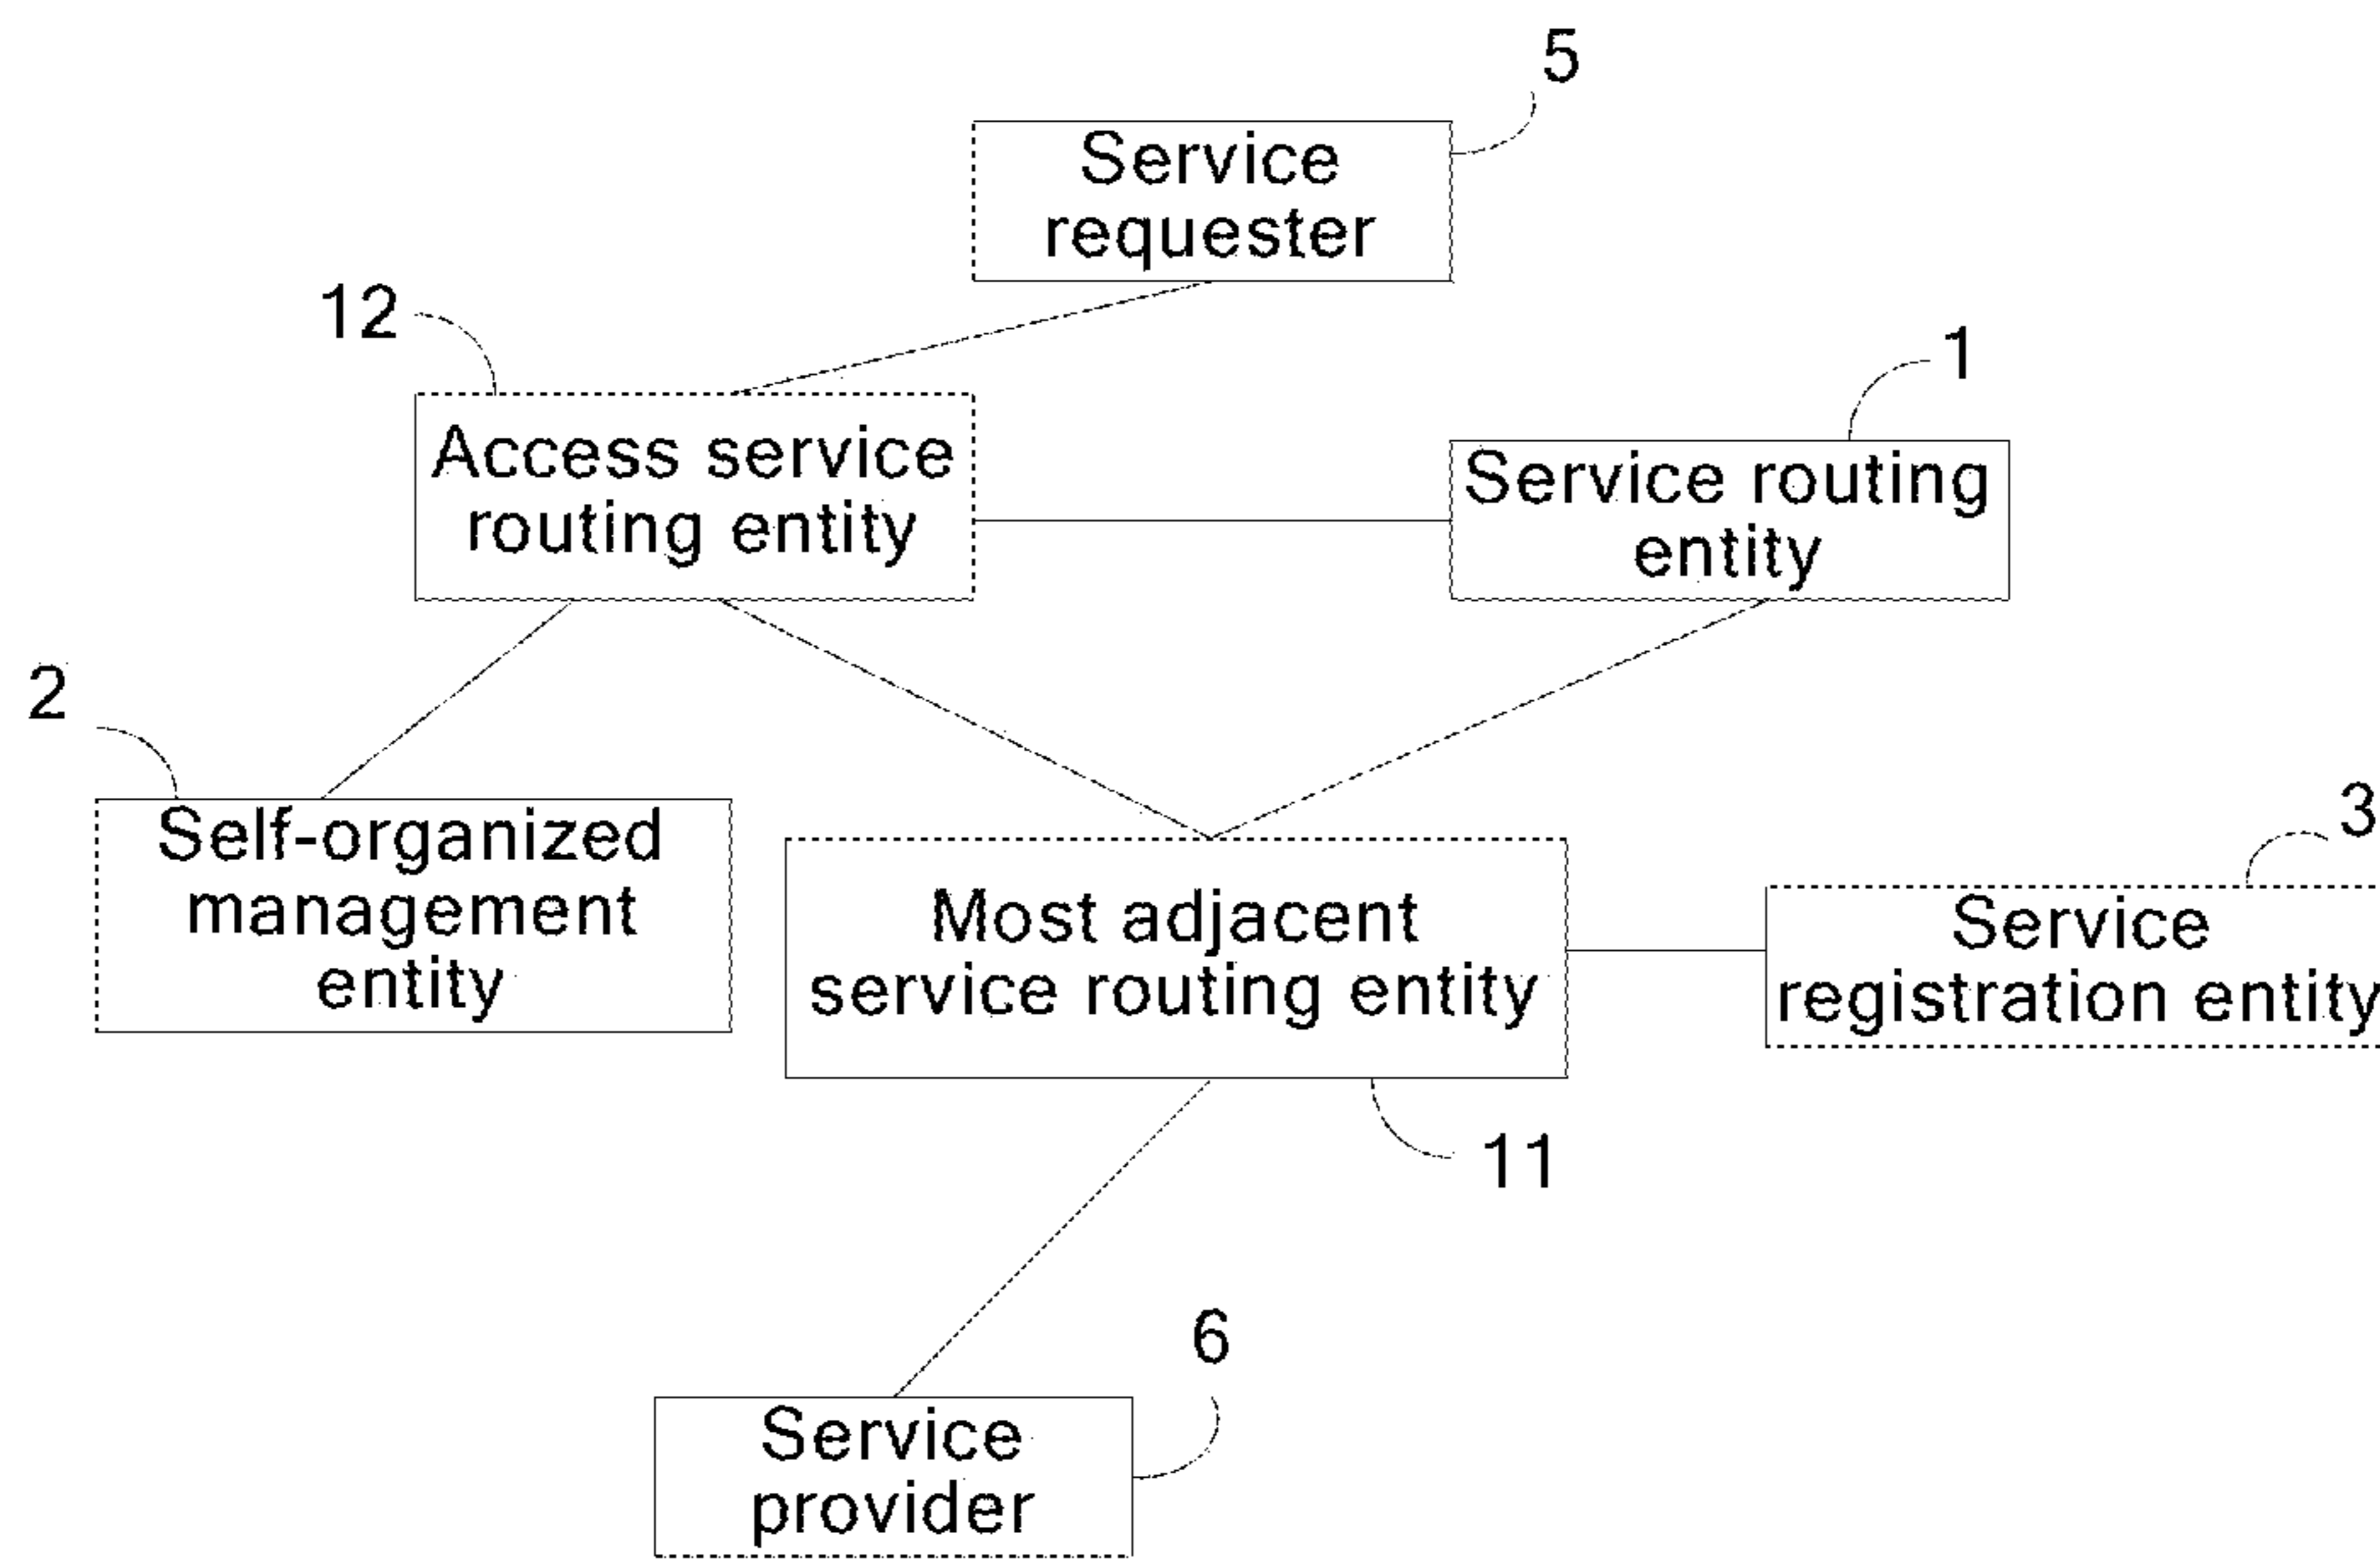 5
Service
requester
12
1
Access service
routing entity
Service routing
entity
2
3
Self-organized
management
entity
Most adjacent
service routing entity
Service
registration entity
11
6
Service
provider